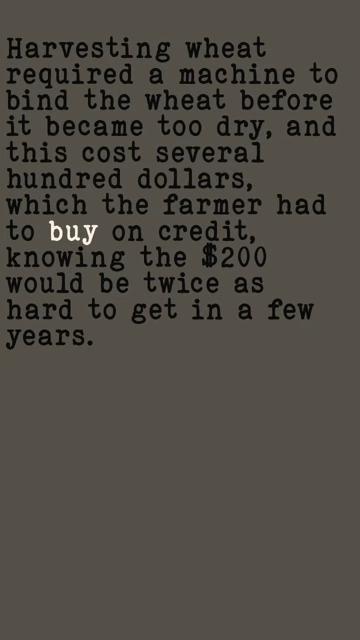 Harvesting wheat
required a machine to
bind the wheat before
it became too dry, and
this cost several
hundred dollars,
which the farmer had
to buy on credit,
knowing the $200
would be twice as
hard to get in a few
years.